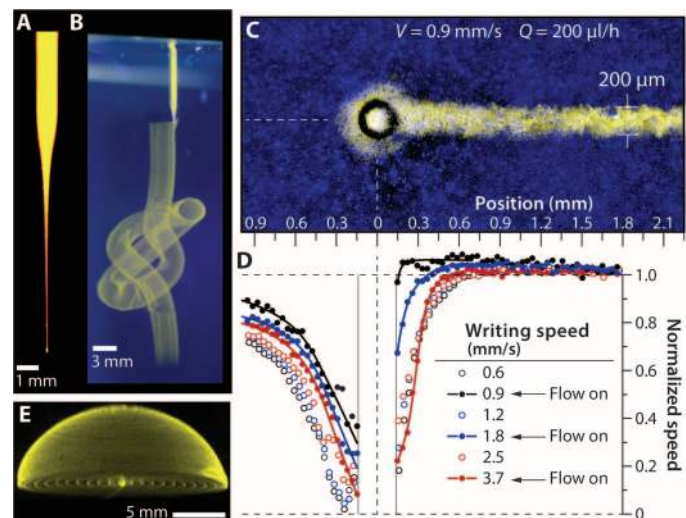 A
B
1 mm
3 mm
C
V = 0.9 mm/s Q = 200 µl/h
200 µm
Position (mm)
0.9 0.6 0.3 0 0.3 0.6 0.9 1.2 1.5 1.8 2.1
D
1.0
0.8
0.6
0.4
0.2
0
Normalized speed
Writing speed
(mm/s)
0.6
0.9 Flow on
1.2
1.8 Flow on
2.5
3.7 Flow on
E
5 mm